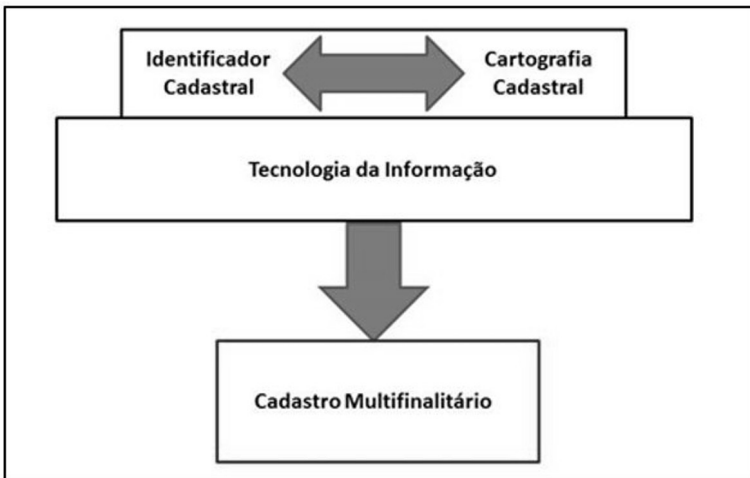 Identificador
Cadastral
Cartografia
Cadastral
Tecnologia da Informação
Cadastro Multifinalitário